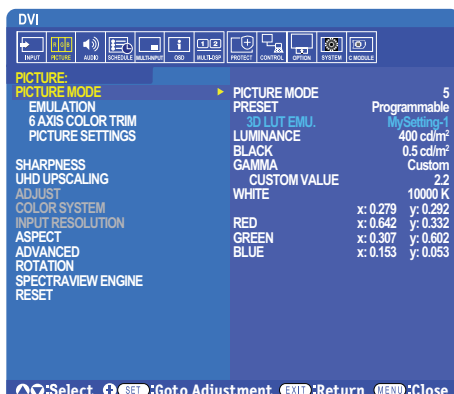 DVI
INPUT PICTURE AUDIO SCHEDULE MULTI-INPUT OSD MULTI-DSP PROTECT CONTROL OPTION SYSTEM C MODULE
PICTURE:
PICTURE MODE
EMULATION
6 AXIS COLOR TRIM
PICTURE SETTINGS
SHARPNESS
UHD UPSCALING
ADJUST
COLOR SYSTEM
INPUT RESOLUTION
ASPECT
ADVANCED
ROTATION
SPECTRAVIEW ENGINE
RESET
PICTURE MODE 5
PRESET Programmable
3D LUT EMU. MySetting-1
LUMINANCE 400 cd/m²
BLACK 0.5 cd/m²
GAMMA Custom
CUSTOM VALUE 2.2
WHITE 10000 K
x: 0.279 y: 0.292
RED x: 0.642 y: 0.332
GREEN x: 0.307 y: 0.602
BLUE x: 0.153 y: 0.053
:Select SET :Goto Adjustment EXIT :Return MENU :Close